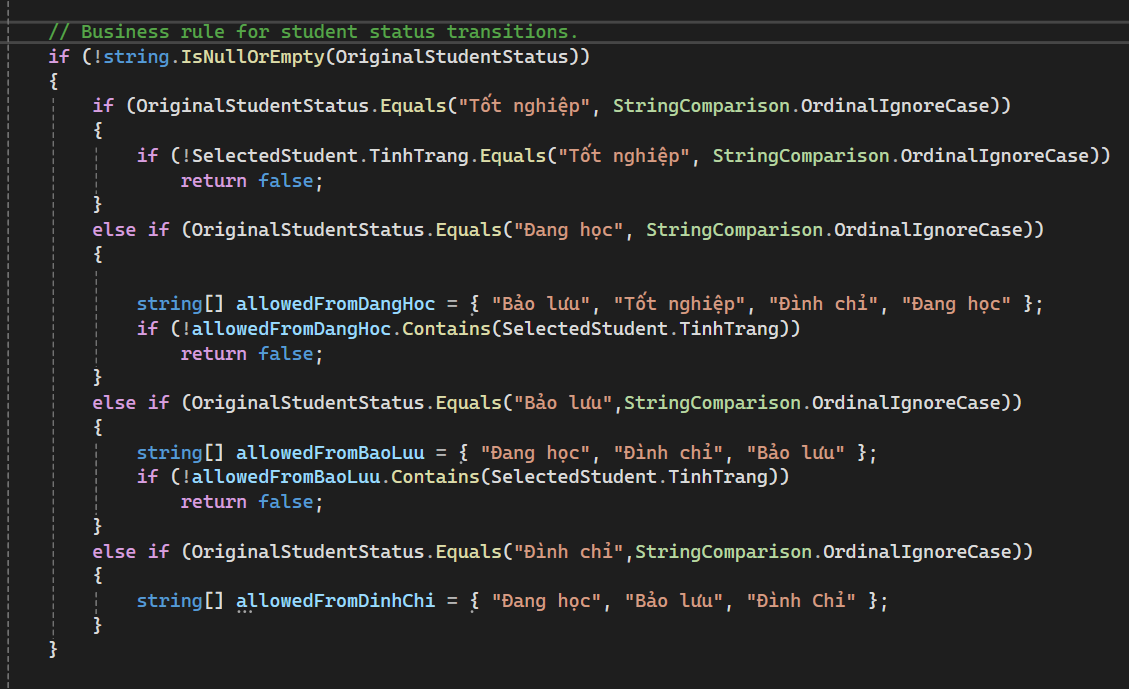 // Business rule for student status transitions.
if (!string.IsNullOrEmpty(OriginalStudentStatus))
{
if (OriginalStudentStatus.Equals("Tốt nghiệp", StringComparison.OrdinalIgnoreCase))
{
if (!SelectedStudent.TinhTrang.Equals("Tốt nghiệp", StringComparison.OrdinalIgnoreCase))
return false;
}
else if (OriginalStudentStatus.Equals("Đang học", StringComparison.OrdinalIgnoreCase))
{
string[] allowedFromDangHoc = { "Bảo lưu", "Tốt nghiệp", "Đình chỉ", "Đang học" };
if (!allowedFromDangHoc.Contains(SelectedStudent.TinhTrang))
return false;
}
else if (OriginalStudentStatus.Equals("Bảo lưu",StringComparison.OrdinalIgnoreCase))
{
string[] allowedFromBaoLuu = { "Đang học", "Đình chỉ", "Bảo lưu" };
if (!allowedFromBaoLuu.Contains(SelectedStudent.TinhTrang))
return false;
}
else if (OriginalStudentStatus.Equals("Đình chỉ",StringComparison.OrdinalIgnoreCase))
{
string[] allowedFromDinhChi = { "Đang học", "Bảo lưu", "Đình Chỉ" };
}
}